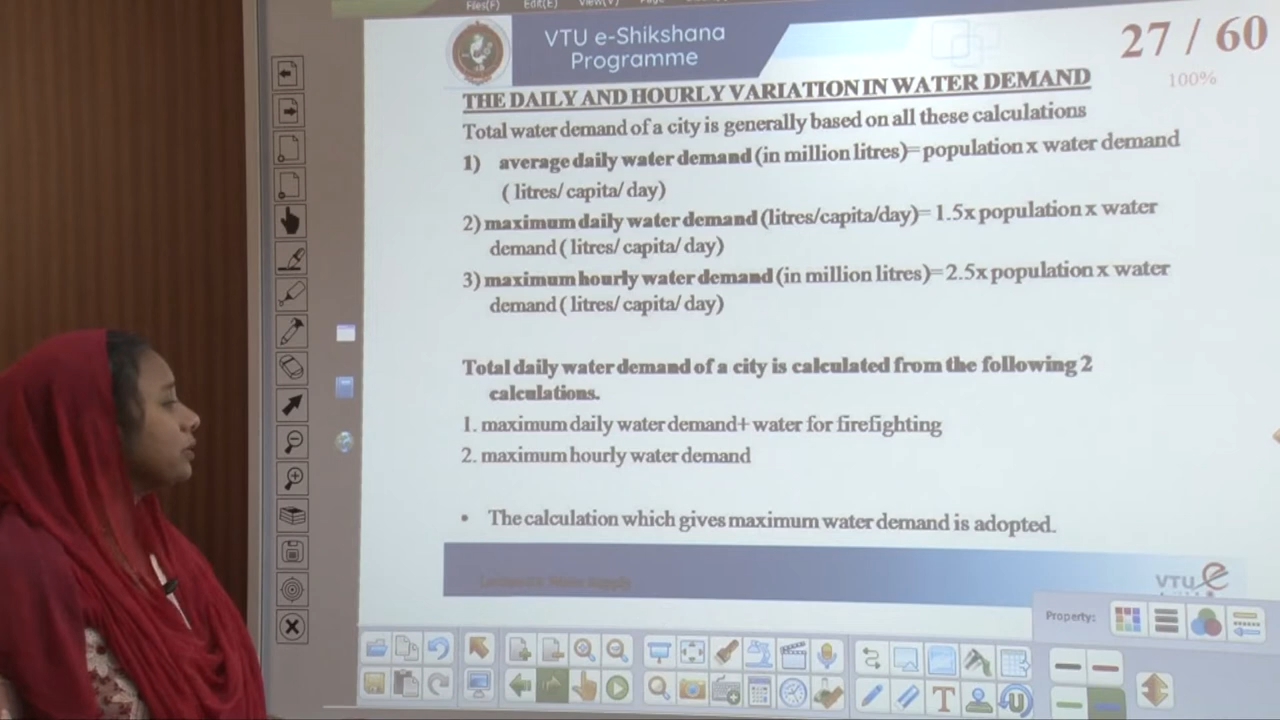 Files(F) Edit(E) View(V) Page
VTU e-Shikshana
Programme
27 / 60
100%
THE DAILY AND HOURLY VARIATION IN WATER DEMAND
Total water demand of a city is generally based on all these calculations
1) average daily water demand (in million litres)= population x water demand
( litres/ capita/ day)
2) maximum daily water demand (litres/capita/day)= 1.5x population x water
demand ( litres/ capita/ day)
3) maximum hourly water demand (in million litres)=2.5x population x water
demand ( litres/ capita/ day)
Total daily water demand of a city is calculated from the following 2
calculations.
1. maximum daily water demand+ water for firefighting
2. maximum hourly water demand
• The calculation which gives maximum water demand is adopted.
VTU
Property: